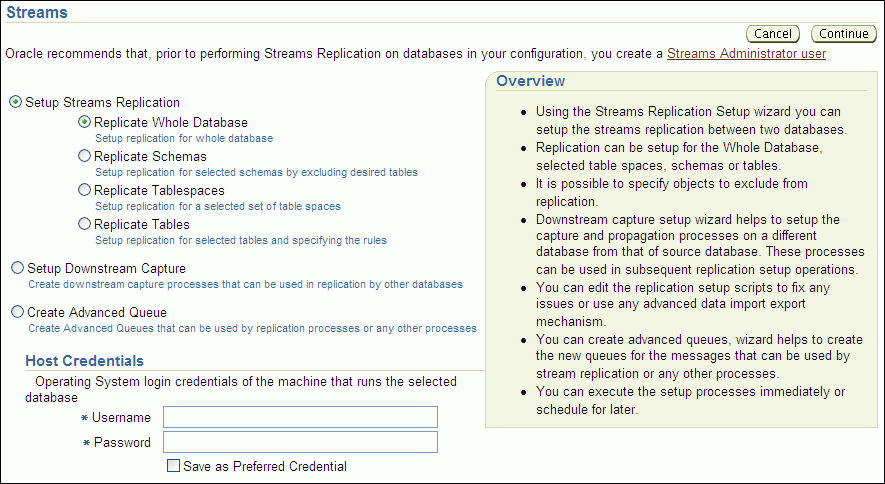 Streams
Cancel
Continue
Oracle recommends that, prior to performing Streams Replication on databases in your configuration, you create a Streams Administrator user
Setup Streams Replication
Replicate Whole Database
Setup replication for whole database
Replicate Schemas
Setup replication for selected schemas by excluding desired tables
Replicate Tablespaces
Setup replication for a selected set of table spaces
Replicate Tables
Setup replication for selected tables and specifying the rules
Setup Downstream Capture
Create downstream capture processes that can be used in replication by other databases
Create Advanced Queue
Create Advanced Queues that can be used by replication processes or any other processes
Host Credentials
Operating System login credentials of the machine that runs the selected
database
* Username
* Password
Save as Preferred Credential
Overview
• Using the Streams Replication Setup wizard you can
setup the streams replication between two databases.
• Replication can be setup for the Whole Database,
selected table spaces, schemas or tables.
• It is possible to specify objects to exclude from
replication.
• Downstream capture setup wizard helps to setup the
capture and propagation processes on a different
database from that of source database. These processes
can be used in subsequent replication setup operations.
• You can edit the replication setup scripts to fix any
issues or use any advanced data import export
mechanism.
• You can create advanced queues, wizard helps to create
the new queues for the messages that can be used by
stream replication or any other processes.
• You can execute the setup processes immediately or
schedule for later.